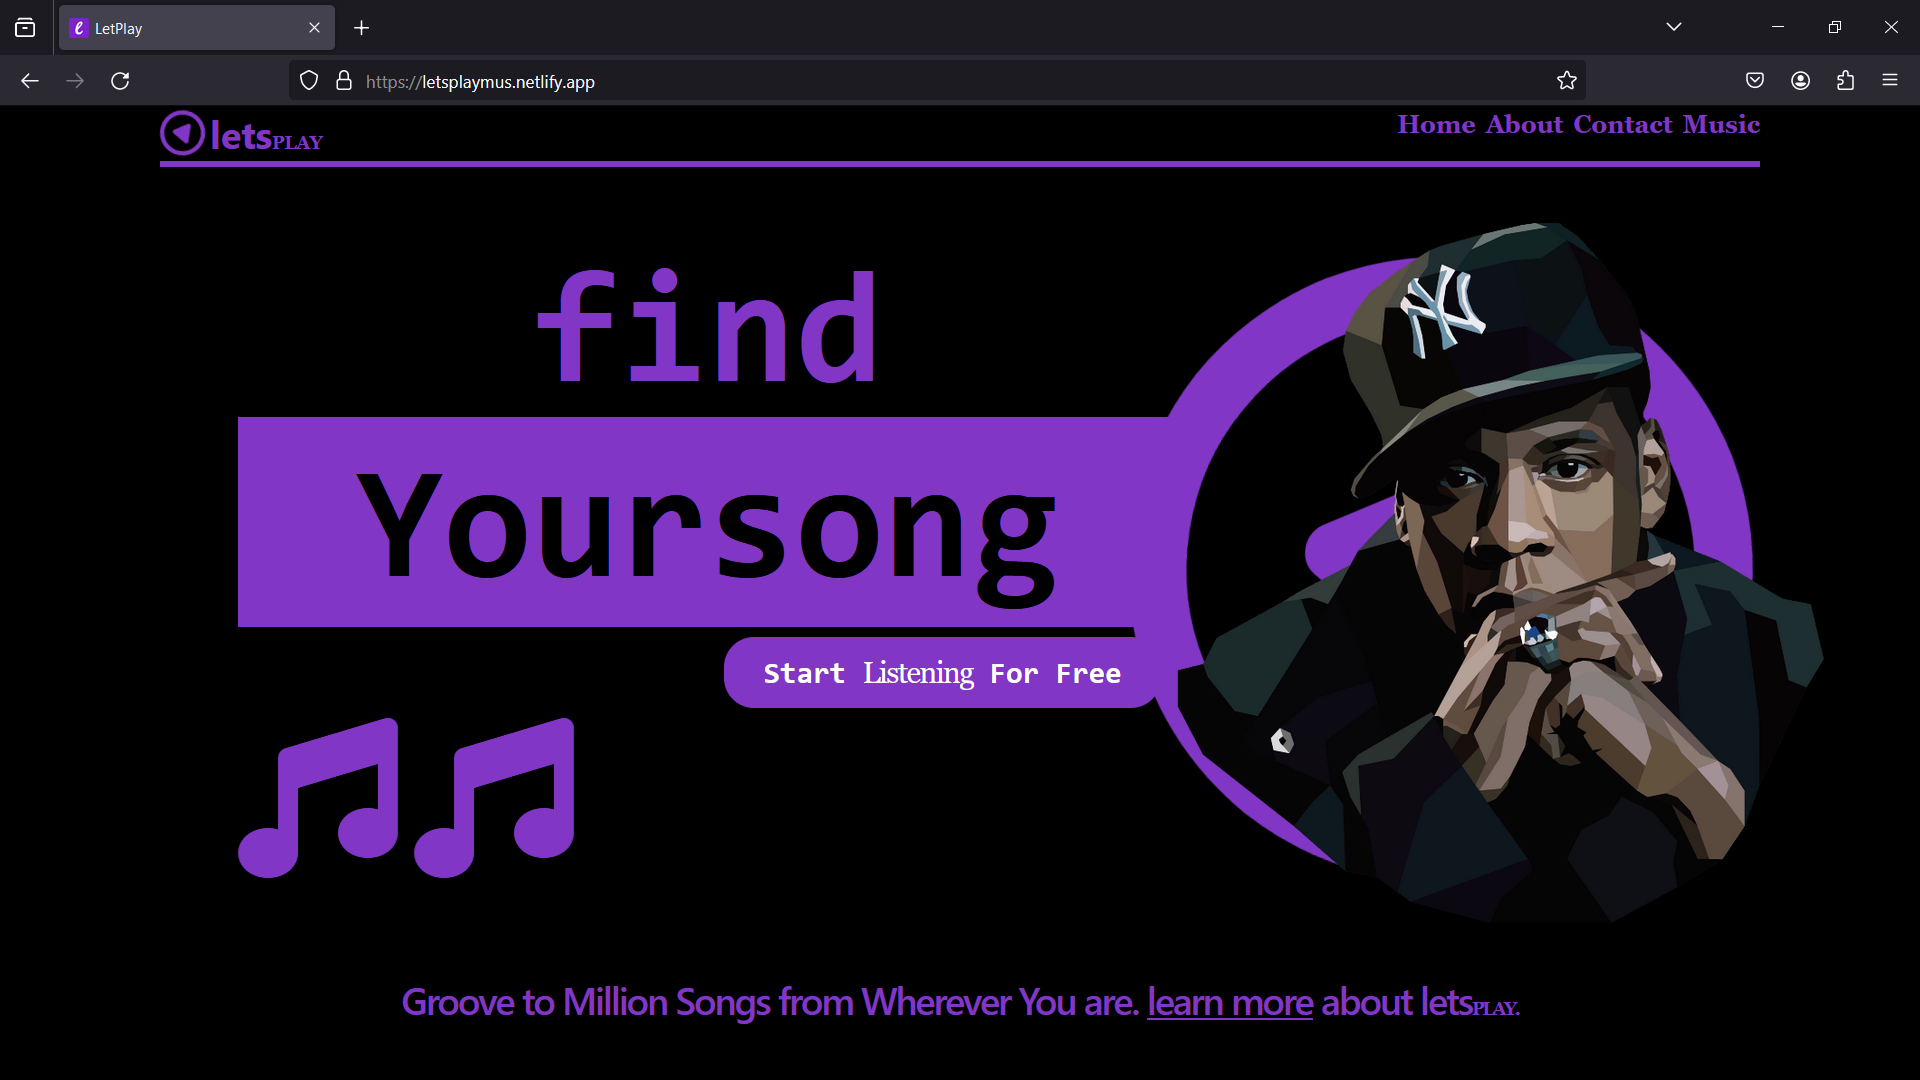 LetPlay
https://letsplaymus.netlify.app
letsPLAY
Home About Contact Music
NY
find
Yoursong
Start Listening For Free
Groove to Million Songs from Wherever You are. learn more about letsPLAY.